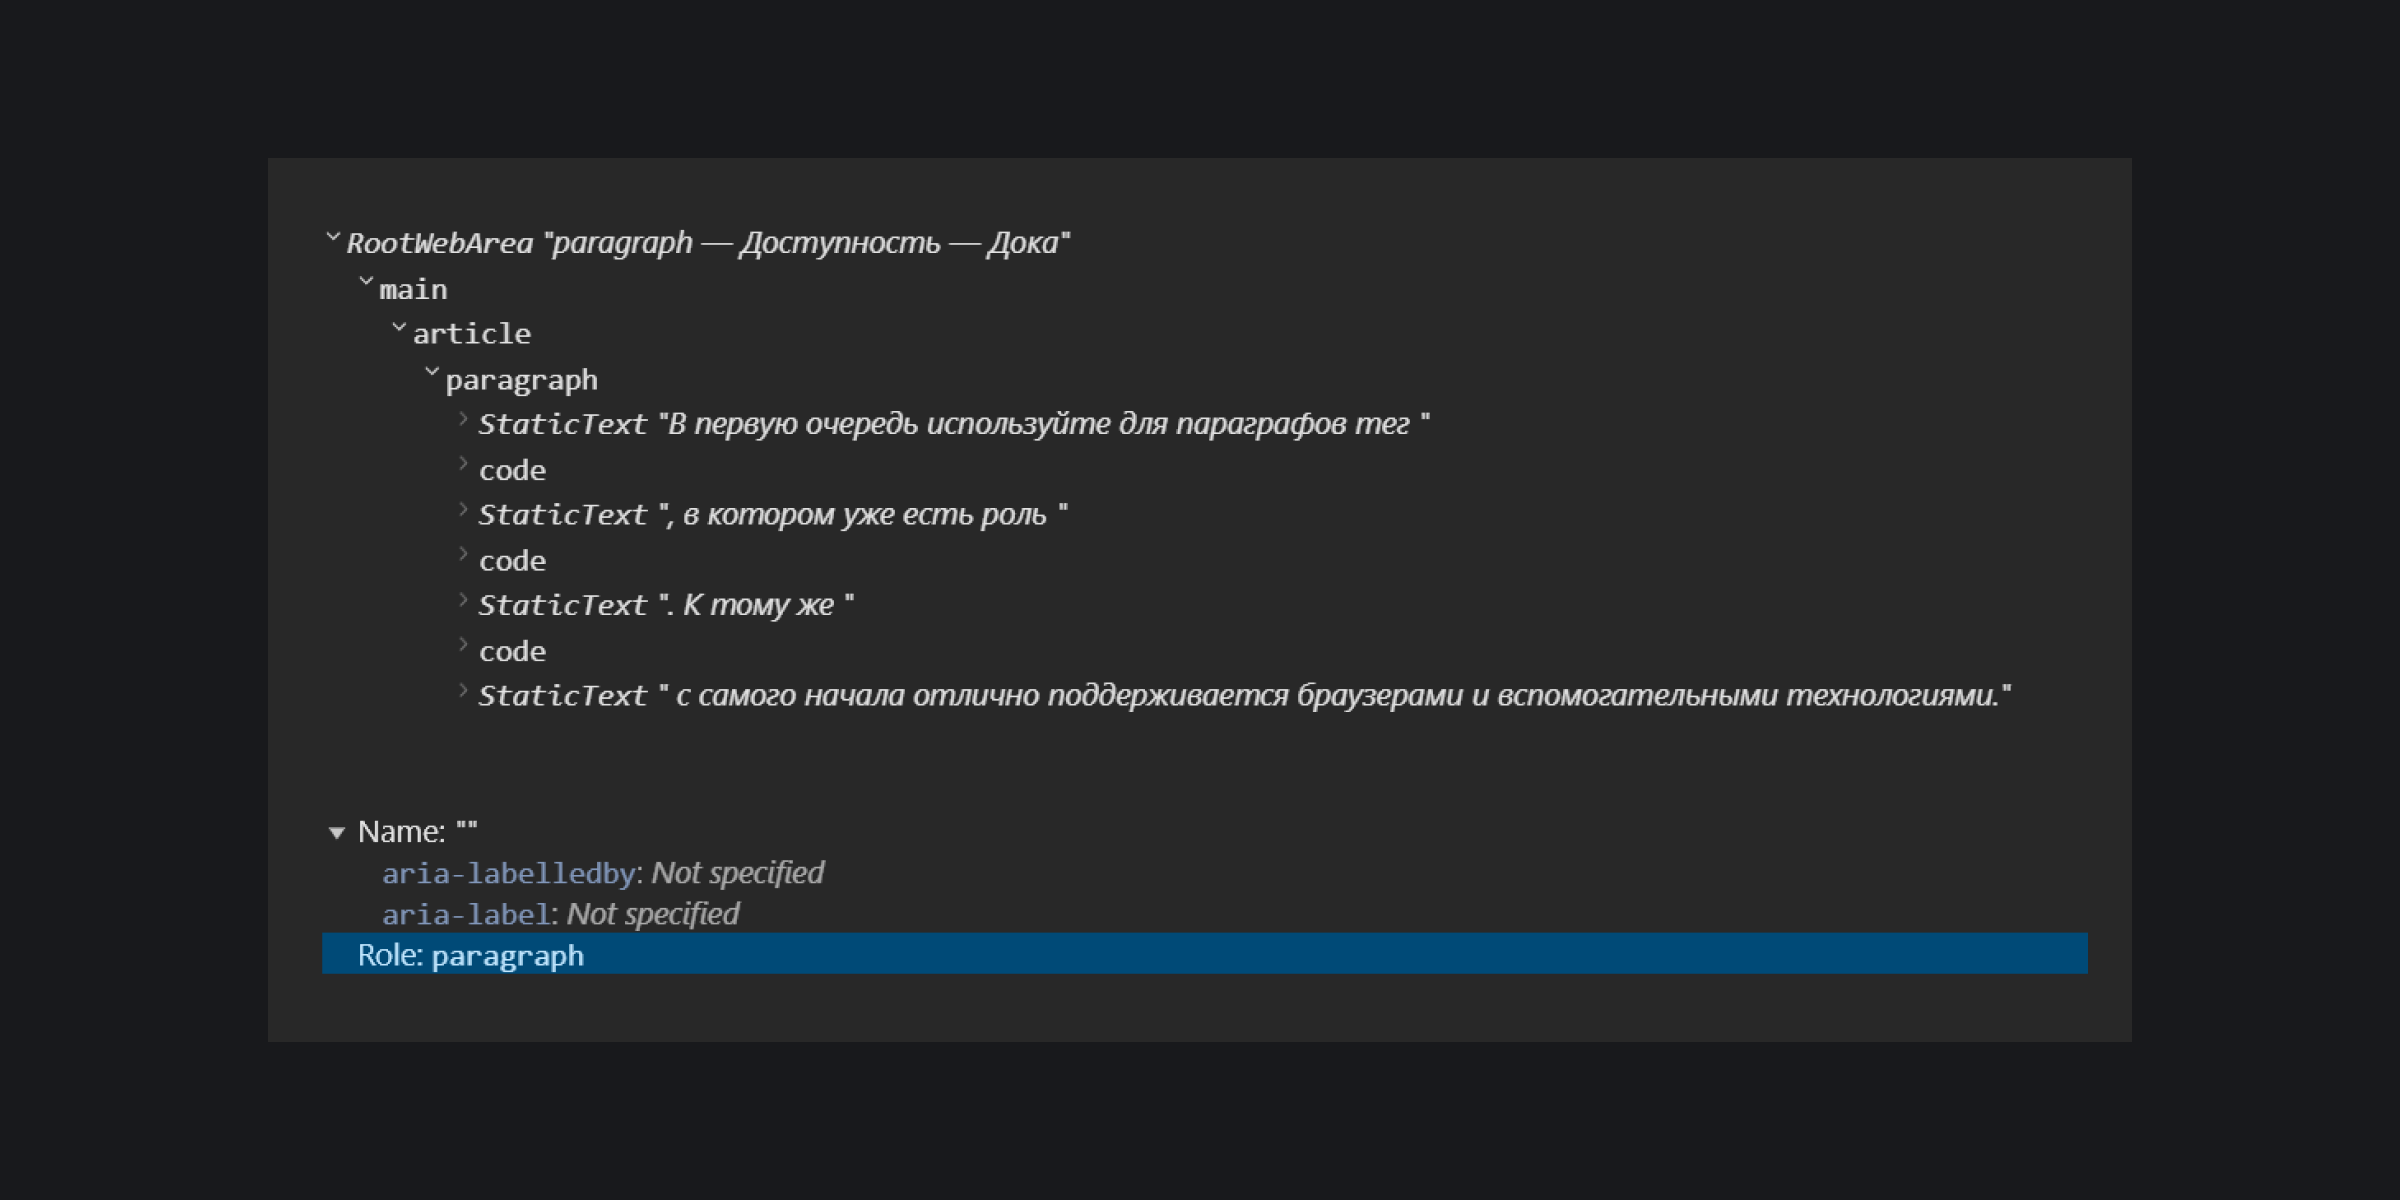 RootWebArea "paragraph — Доступность — Дока"
main
article
paragraph
StaticText "В первую очередь используйте для параграфов тег "
code
StaticText ", в котором уже есть роль "
code
StaticText ". К тому же "
code
StaticText " с самого начала отлично поддерживается браузерами и вспомогательными технологиями."
Name: ""
aria-labelledby: Not specified
aria-label: Not specified
Role: paragraph